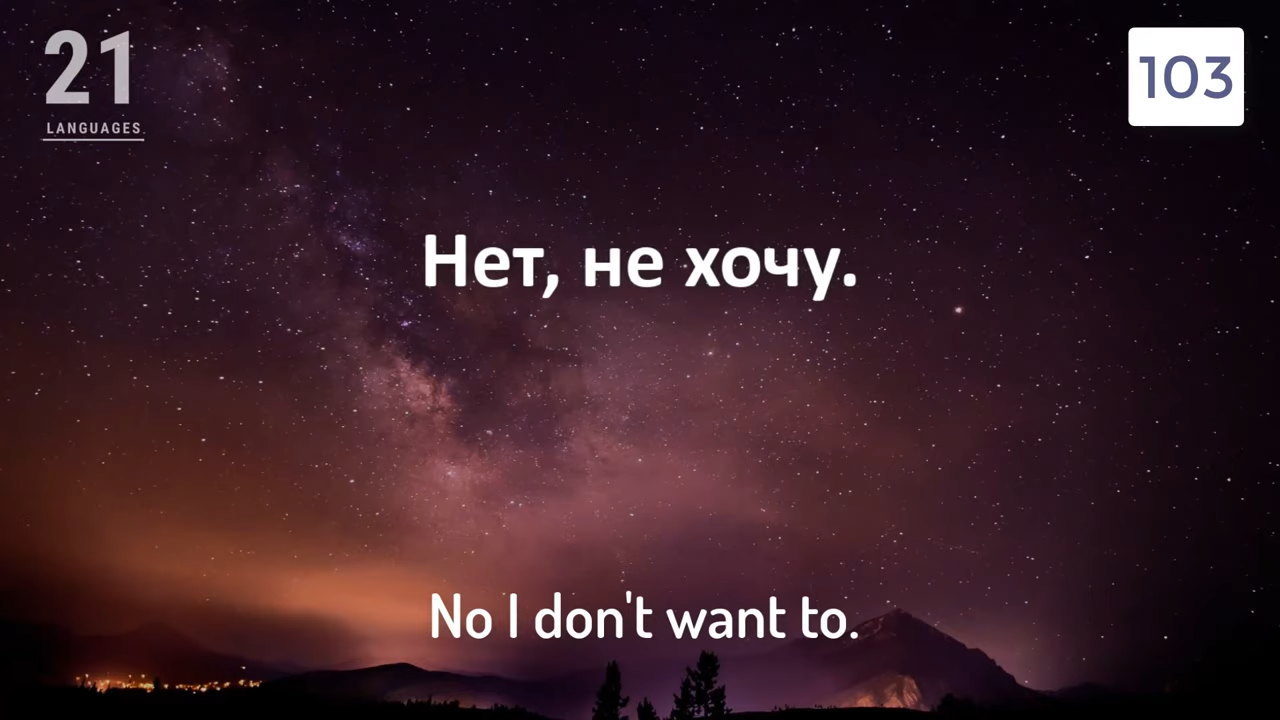 21
LANGUAGES
103
Нет, не хочу.
No I don't want to.